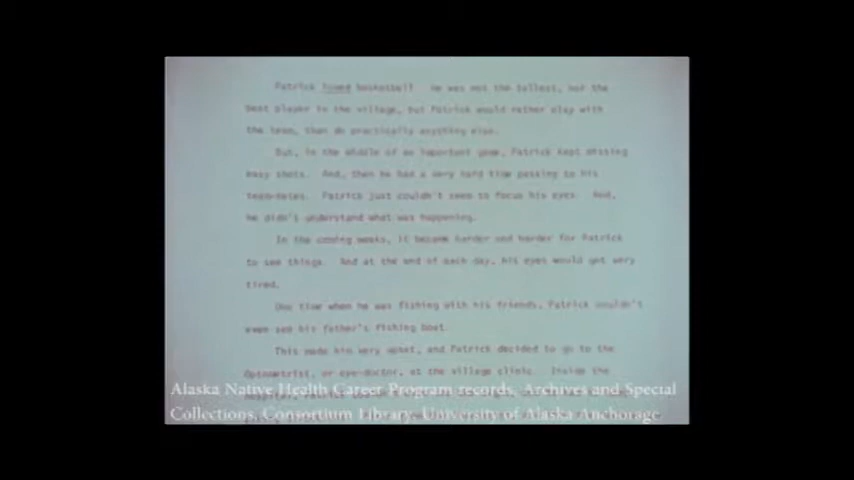 Patrick loved basketball. He was not the tallest, nor the
best player in the village, but Patrick would rather play with
the team, than do practically anything else.
But, in the middle of an important game, Patrick kept missing
easy shots. And, then he had a very hard time passing to his
team-mates. Patrick just couldn't seem to focus his eyes. And,
he didn't understand what was happening.
In the coming weeks, it became harder and harder for Patrick
to see things. And at the end of each day, his eyes would get very
tired.
One time when he was fishing with his friends, Patrick couldn't
even see his father's fishing boat.
This made him very upset, and Patrick decided to go to the
Optometrist, or eye-doctor, at the village clinic. Inside the
Alaska Native Health Career Program records, Archives and Special
Collections, Consortium Library, University of Alaska Anchorage